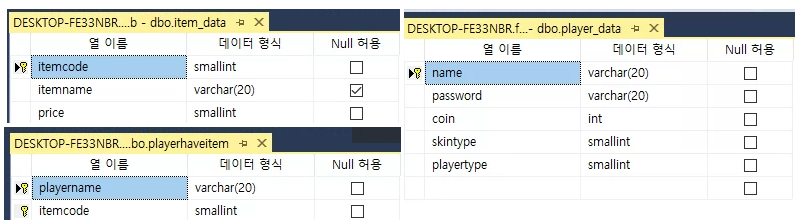 DESKTOP-FE33NBR....b - dbo.item_data
열 이름 데이터 형식 Null 허용
itemcode smallint
itemname varchar(20)
price smallint
DESKTOP-FE33NBR....bo.playerhaveitem
열 이름 데이터 형식 Null 허용
playername varchar(20)
itemcode smallint
DESKTOP-FE33NBR.f...- dbo.player_data
열 이름 데이터 형식 Null 허용
name varchar(20)
password varchar(20)
coin int
skintype smallint
playertype smallint